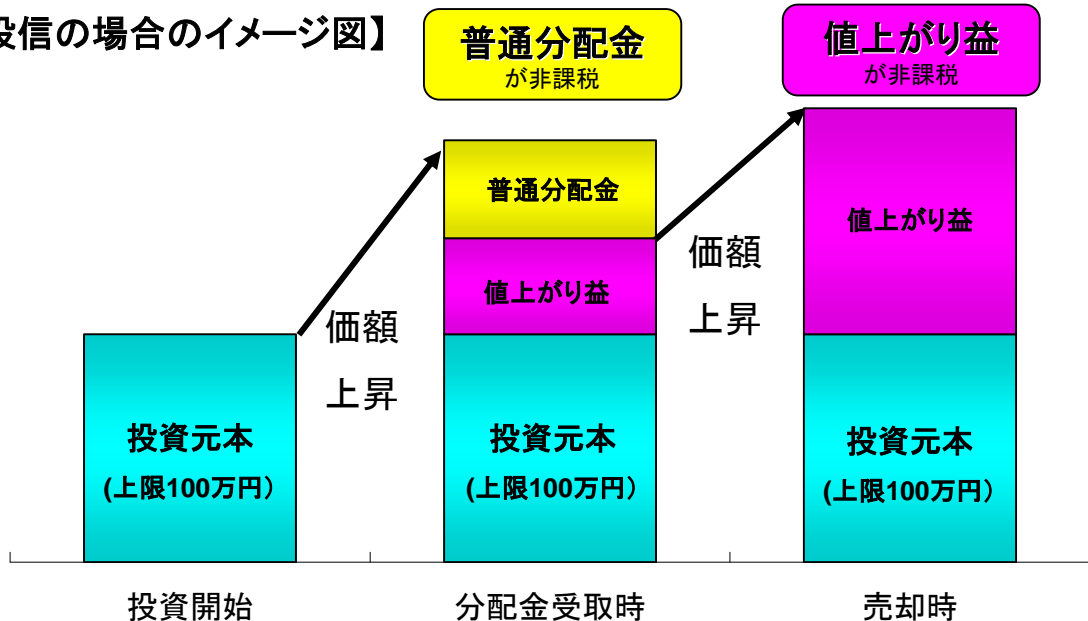 投信の場合のイメージ図】
普通分配金
が非課税
値上がり益
が非課税
普通分配金
値上がり益
値上がり益
価額
上昇
価額
上昇
投資元本
(上限100万円）
投資元本
(上限100万円）
投資元本
(上限100万円）
投資開始
分配金受取時
売却時